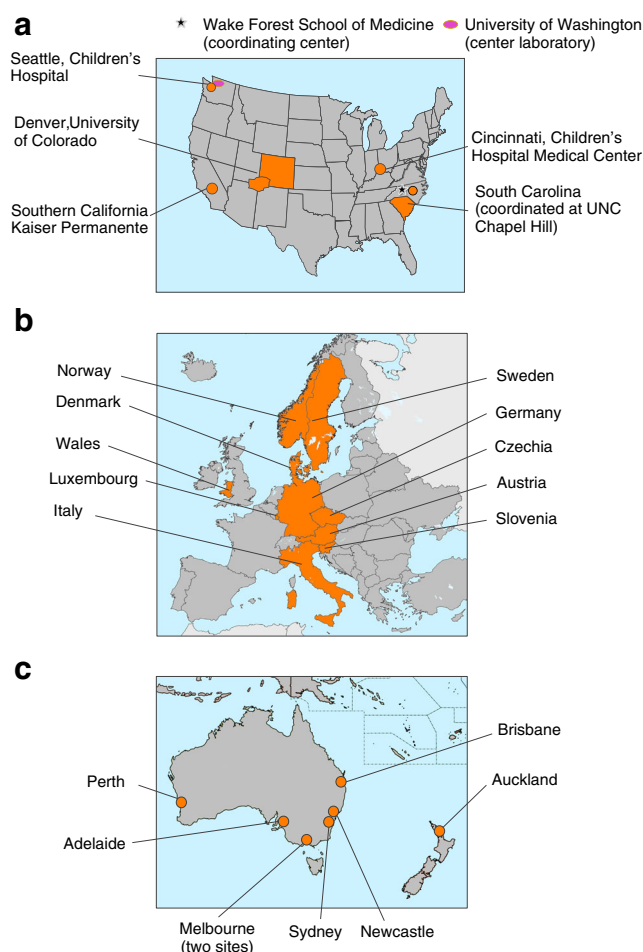 a
Wake Forest School of Medicine
(coordinating center)
University of Washington
(center laboratory)
Seattle, Children's
Hospital
Denver,University
of Colorado
Southern California
Kaiser Permanente
Cincinnati, Children's
Hospital Medical Center
South Carolina
(coordinated at UNC
Chapel Hill)
b
Norway
Denmark
Wales
Luxembourg
Italy
Sweden
Germany
Czechia
Austria
Slovenia
c
Perth
Adelaide
Melbourne
(two sites)
Sydney
Newcastle
Brisbane
Auckland